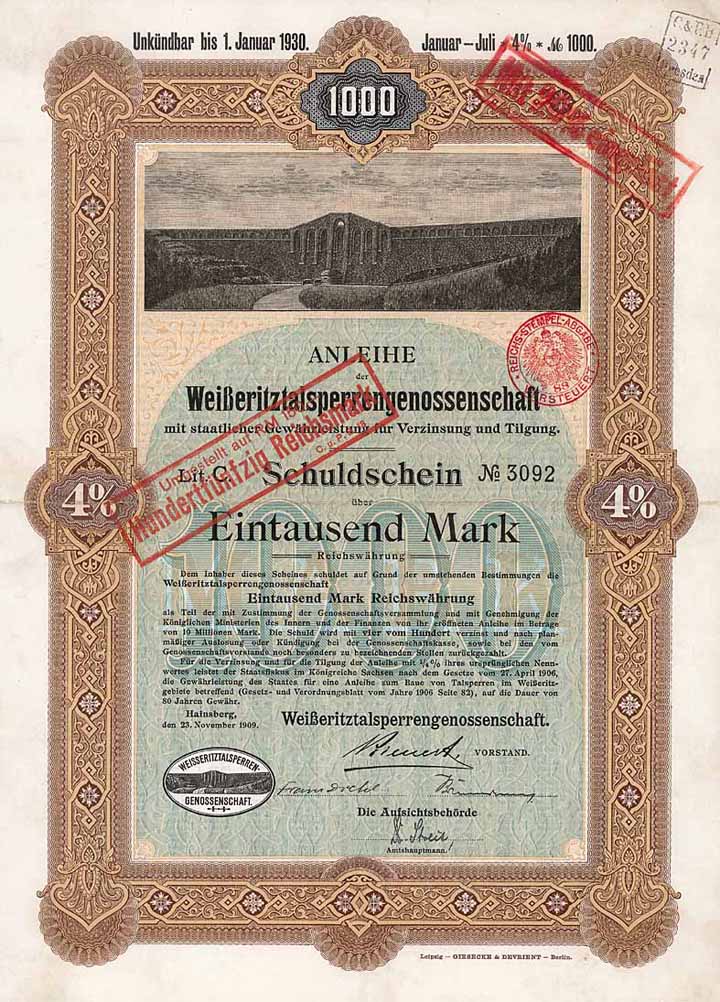 Unkündbar bis 1. Januar 1930.
Januar – Juli * 4% * ℳ 1000.
2347
Dresden
1000
REICHS-STEMPEL-ABGABE
VERSTEUERT
88
ANLEIHE
der
Weißeritztalsperrengenossenschaft
mit staatlicher Gewährleistung für Verzinsung und Tilgung.
Lit. C. Schuldschein № 3092
über
Eintausend Mark
Reichswährung
4%
4%
Umgestellt auf
Hundertfünfzig Reichsmark
1000
Dem Inhaber dieses Scheines schuldet auf Grund der umstehenden Bestimmungen die
Weißeritztalsperrengenossenschaft
Eintausend Mark Reichswährung
als Teil der mit Zustimmung der Genossenschaftsversammlung und mit Genehmigung der
Königlichen Ministerien des Innern und der Finanzen von ihr eröffneten Anleihe im Betrage
von 10 Millionen Mark. Die Schuld wird mit vier vom Hundert verzinst und nach plan-
mäßiger Auslosung oder Kündigung bei der Genossenschaftskasse, sowie bei den vom
Genossenschaftsvorstande noch besonders zu bezeichnenden Stellen zurückgezahlt.
Für die Verzinsung und für die Tilgung der Anleihe mit ¼% ihres ursprünglichen Nenn-
wertes leistet der Staatsfiskus im Königreiche Sachsen nach dem Gesetze vom 27. April 1906,
die Gewährleistung des Staates für eine Anleihe zum Baue von Talsperren im Weißeritz-
gebiete betreffend (Gesetz- und Verordnungsblatt vom Jahre 1906 Seite 82), auf die Dauer von
80 Jahren Gewähr.
Hainsberg,
den 23. November 1909.
Weißeritztalsperrengenossenschaft.
VORSTAND.
WEISSERITZTALSPERREN-
GENOSSENSCHAFT.
Die Aufsichtsbehörde
Amtshauptmann.
Leipzig – GIESECKE & DEVRIENT – Berlin.